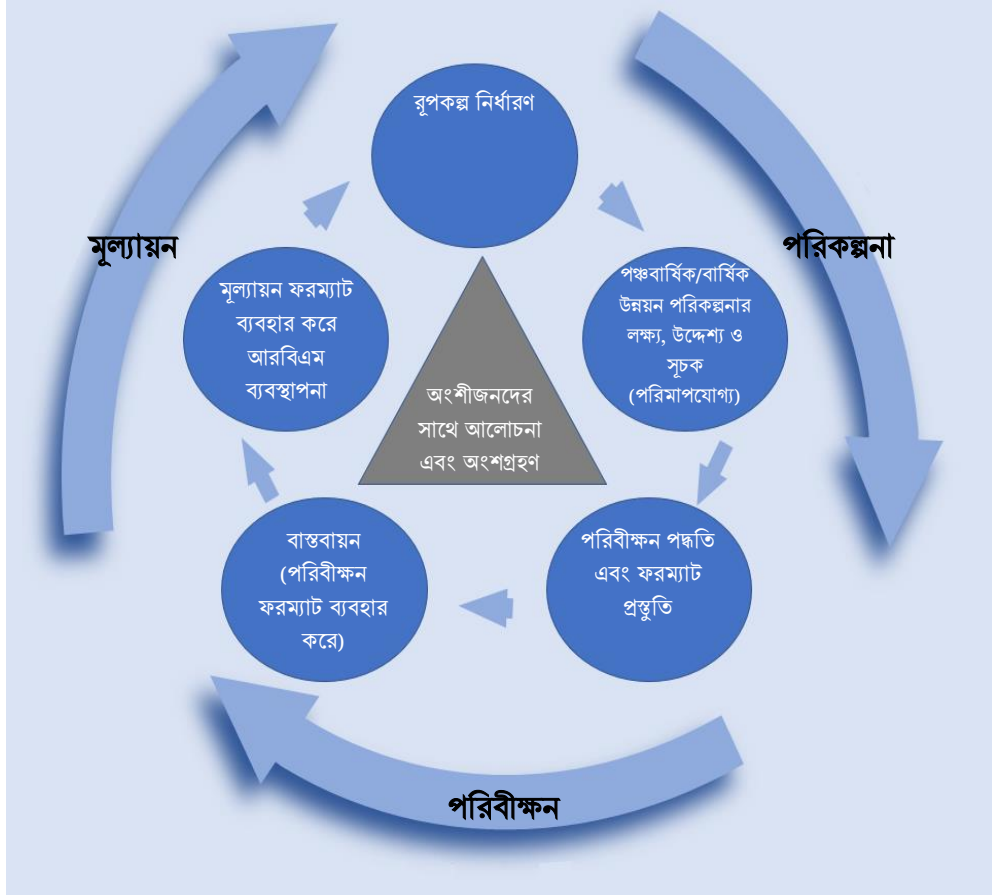 রূপকল্প নির্ধারণ
মূল্যায়ন
পরিকল্পনা
পঞ্চবার্ষিক/বার্ষিক
উন্নয়ন পরিকল্পনার
লক্ষ্য, উদ্দেশ্য ও
সূচক
(পরিমাপযোগ্য)
মূল্যায়ন ফরম্যাট
ব্যবহার করে
আরবিএম
ব্যবস্থাপনা
অংশীজনদের
সাথে আলোচনা
এবং অংশগ্রহণ
বাস্তবায়ন
(পরিবীক্ষন
ফরম্যাট ব্যবহার
করে)
পরিবীক্ষন পদ্ধতি
এবং ফরম্যাট
প্রস্তুতি
পরিবীক্ষন